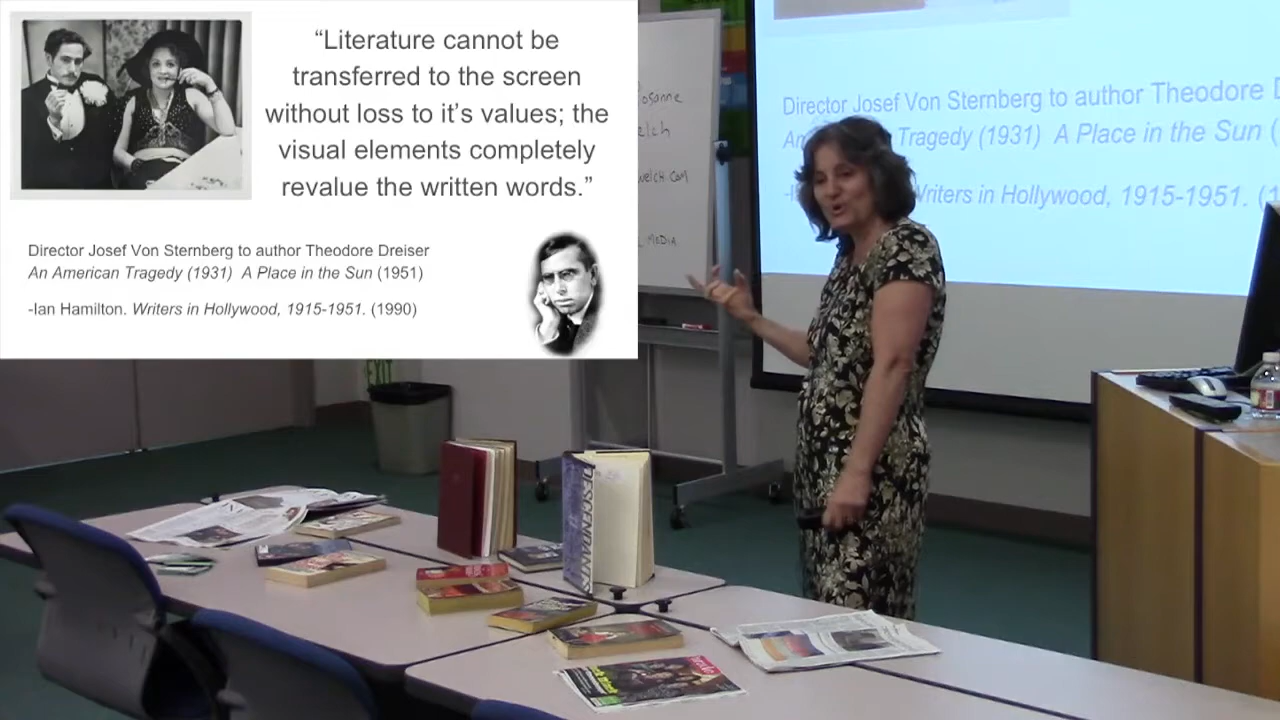 “Literature cannot be
transferred to the screen
without loss to it’s values; the
visual elements completely
revalue the written words.”
Director Josef Von Sternberg to author Theodore Dreiser
An American Tragedy (1931) A Place in the Sun (1951)
-Ian Hamilton. Writers in Hollywood, 1915-1951. (1990)
Director Josef Von Sternberg to author Theodore
Tragedy (1931) A Place in the Sun (
Writers in Hollywood, 1915-1951. (1
MEDIA
DESCENDANTS